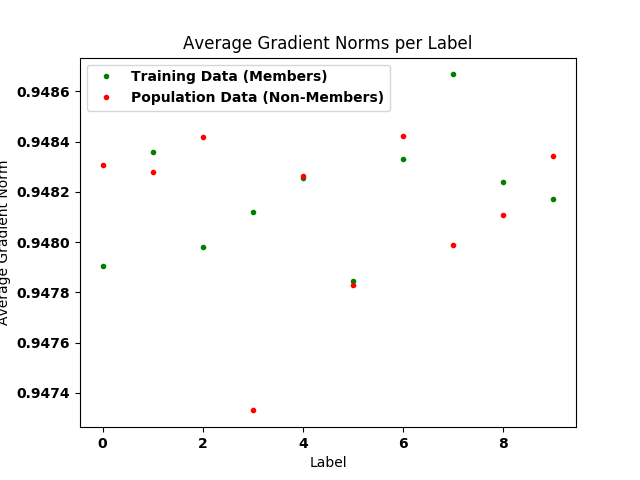 Average Gradient Norms per Label
Training Data (Members)
Population Data (Non-Members)
0.9486
0.9484
0.9482
0.9480
0.9478
0.9476
0.9474
Average Gradient Norm
0 2 4 6 8
Label